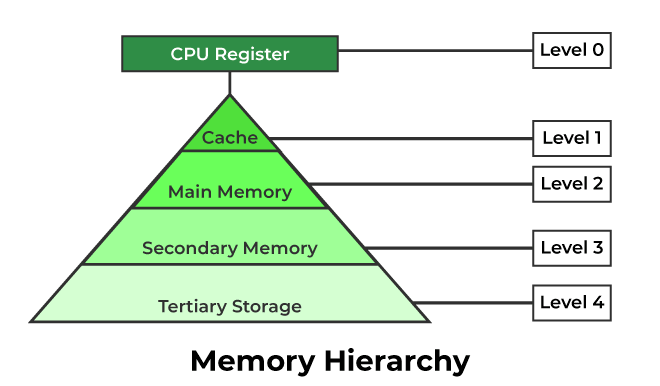 CPU Register
Level 0
Cache
Level 1
Main Memory
Level 2
Secondary Memory
Level 3
Tertiary Storage
Level 4
Memory Hierarchy